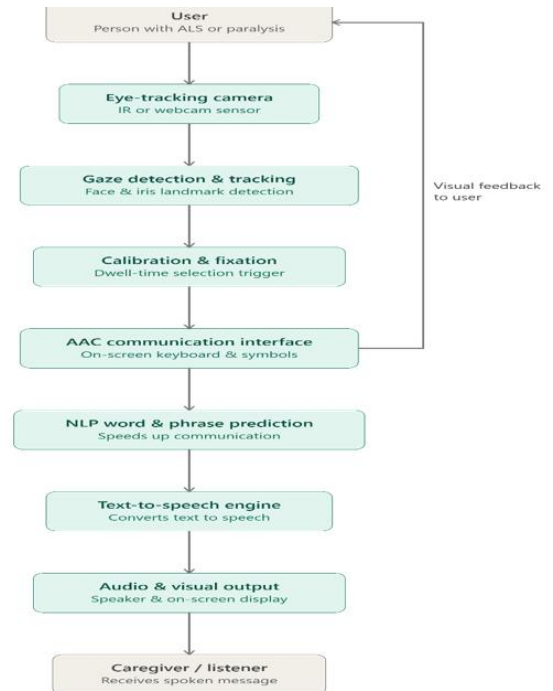 User
Person with ALS or paralysis
Eye-tracking camera
IR or webcam sensor
Gaze detection & tracking
Face & iris landmark detection
Visual feedback
to user
Calibration & fixation
Dwell-time selection trigger
AAC communication interface
On-screen keyboard & symbols
NLP word & phrase prediction
Speeds up communication
Text-to-speech engine
Converts text to speech
Audio & visual output
Speaker & on-screen display
Caregiver / listener
Receives spoken message